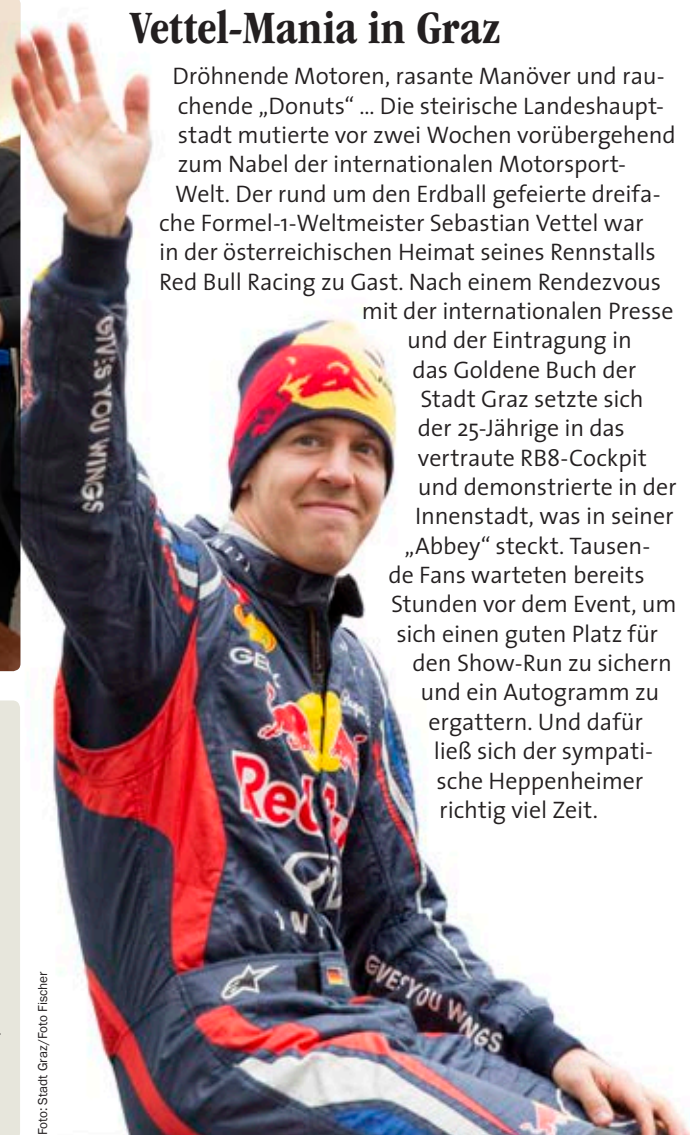 Vettel-Mania in Graz
Dröhnende Motoren, rasante Manöver und rau-
chende „Donuts“ ... Die steirische Landeshaupt-
stadt mutierte vor zwei Wochen vorübergehend
zum Nabel der internationalen Motorsport-
Welt. Der rund um den Erdball gefeierte dreifa-
che Formel-1-Weltmeister Sebastian Vettel war
in der österreichischen Heimat seines Rennstalls
Red Bull Racing zu Gast. Nach einem Rendezvous
mit der internationalen Presse
und der Eintragung in
das Goldene Buch der
Stadt Graz setzte sich
der 25-Jährige in das
vertraute RB8-Cockpit
und demonstrierte in der
Innenstadt, was in seiner
„Abbey“ steckt. Tausen-
de Fans warteten bereits
Stunden vor dem Event, um
sich einen guten Platz für
den Show-Run zu sichern
und ein Autogramm zu
ergattern. Und dafür
ließ sich der sympati-
sche Heppenheimer
richtig viel Zeit.
GIVES YOU WINGS
Red
GIVES YOU WINGS
Foto: Stadt Graz/Foto Fischer